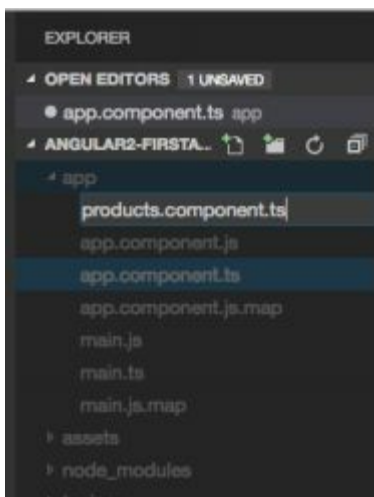 EXPLORER
OPEN EDITORS 1 UNSAVED
app.component.ts app
ANGULAR2-FIRSTA...
app
products.component.ts
app.component.js
app.component.ts
app.component.js.map
main.js
main.ts
main.js.map
assets
node_modules